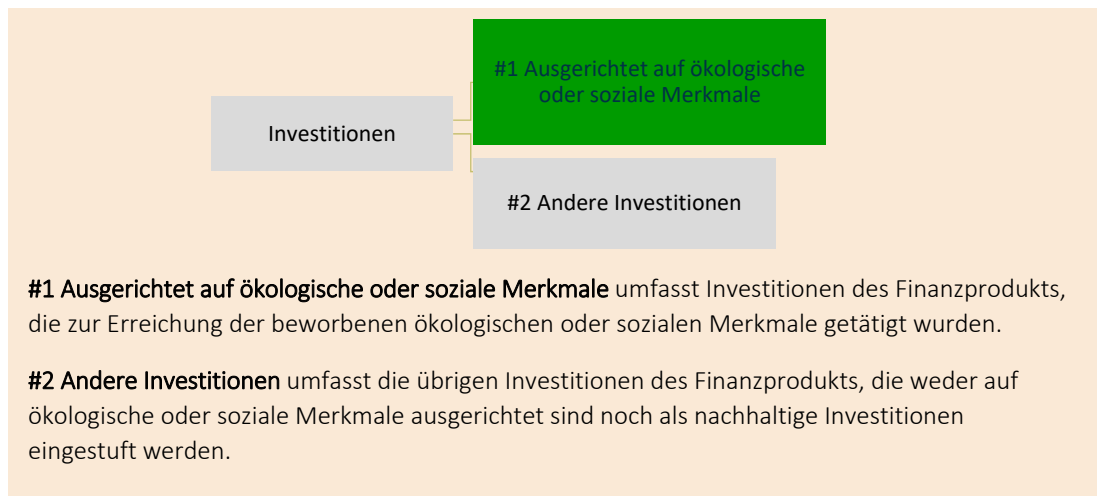 #1 Ausgerichtet auf ökologische
oder soziale Merkmale
Investitionen
#2 Andere Investitionen
#1 Ausgerichtet auf ökologische oder soziale Merkmale umfasst Investitionen des Finanzprodukts,
die zur Erreichung der beworbenen ökologischen oder sozialen Merkmale getätigt wurden.
#2 Andere Investitionen umfasst die übrigen Investitionen des Finanzprodukts, die weder auf
ökologische oder soziale Merkmale ausgerichtet sind noch als nachhaltige Investitionen
eingestuft werden.